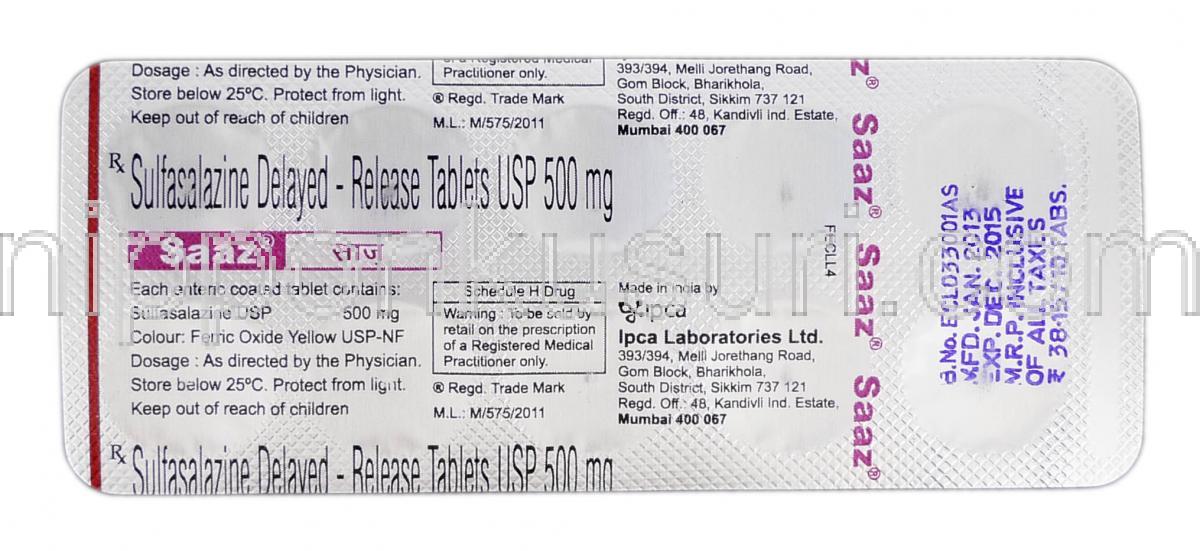 Dosage : As directed by the Physician.
Store below 25ºC. Protect from light.
Keep out of reach of children
of a Registered Medical
Practitioner only.
® Regd. Trade Mark
M.L.: M/575/2011
393/394, Melli Jorethang Road,
Gom Block, Bharikhola,
South District, Sikkim 737 121
Regd. Off.: 48, Kandivli Ind. Estate,
Mumbai 400 067
Rx Sulfasalazine Delayed - Release Tablets USP 500 mg
Saaz® साज़
Each enteric coated tablet contains:
Sulfasalazine USP 500 mg
Colour: Ferric Oxide Yellow USP-NF
Dosage : As directed by the Physician.
Store below 25ºC. Protect from light.
Keep out of reach of children
Schedule H Drug
Warning : To be sold by
retail on the prescription
of a Registered Medical
Practitioner only.
® Regd. Trade Mark
M.L.: M/575/2011
Made in India by
ipca
Ipca Laboratories Ltd.
393/394, Melli Jorethang Road,
Gom Block, Bharikhola,
South District, Sikkim 737 121
Regd. Off.: 48, Kandivli Ind. Estate,
Mumbai 400 067
Rx Sulfasalazine Delayed - Release Tablets USP 500 mg
z® Saaz® Saaz® Saaz®
B.No. EGL033001AS
MFD. JAN. 2013
EXP. DEC. 2015
M.R.P. INCLUSIVE
OF ALL TAXES